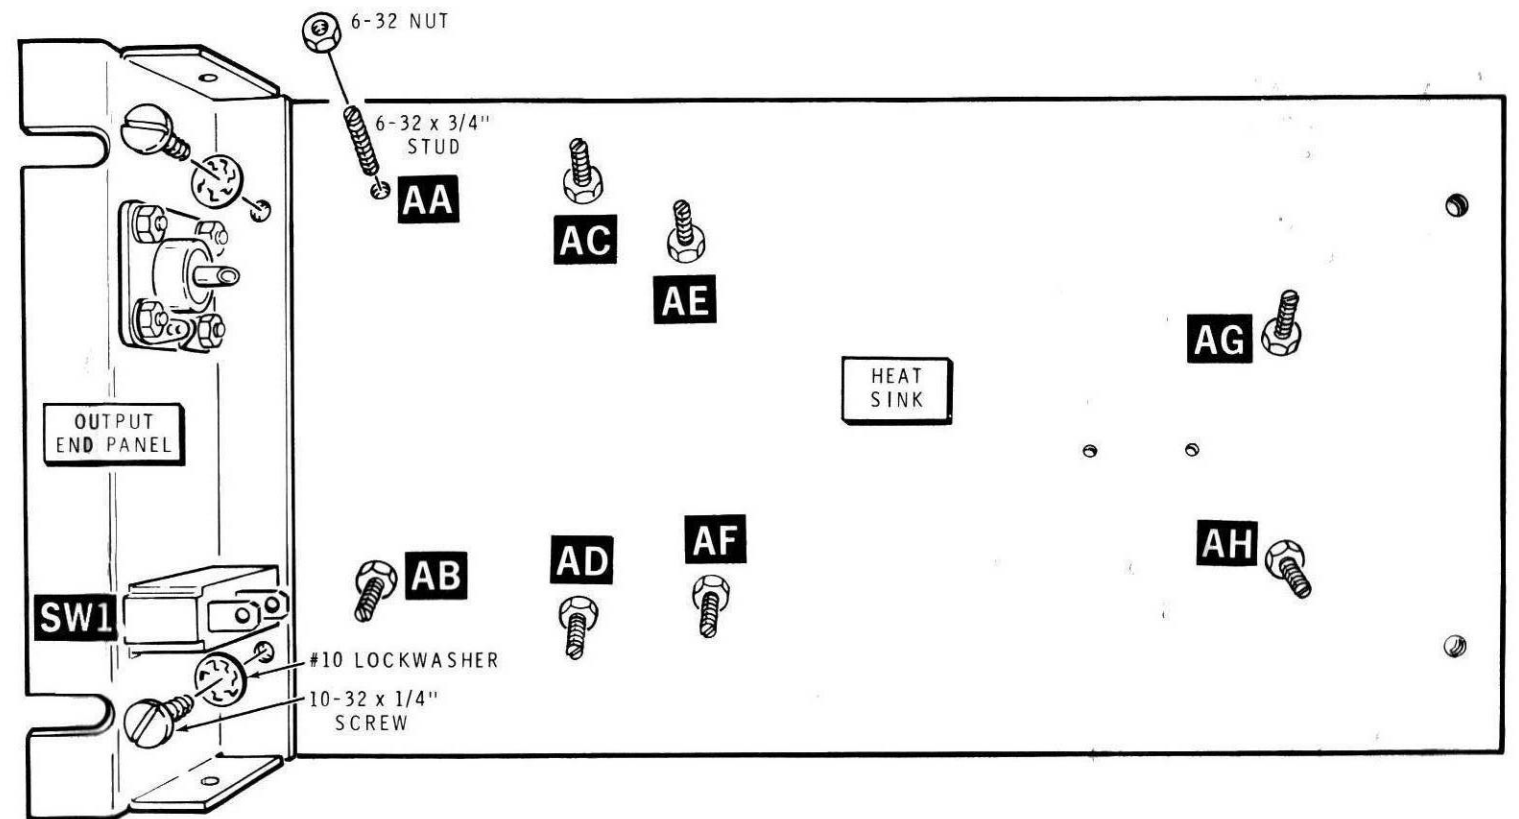 6-32 NUT
6-32 x 3/4"
STUD
AA
AC
AE
AG
HEAT
SINK
OUTPUT
END PANEL
AF
AH
AB
AD
SW1
#10 LOCKWASHER
10-32 x 1/4"
SCREW